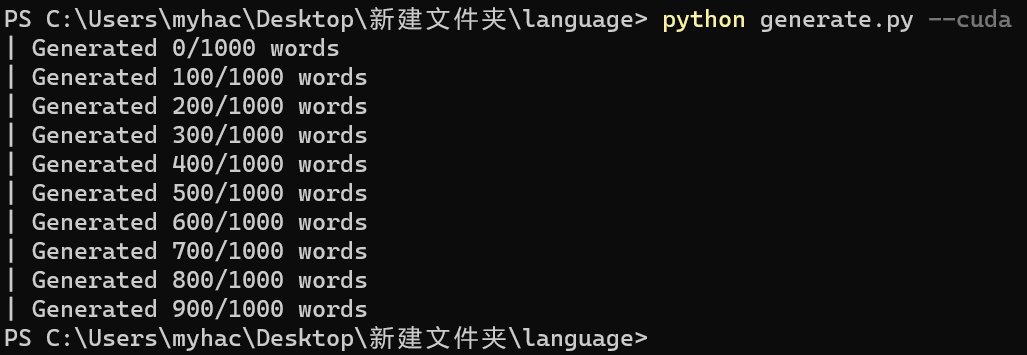 PS C:\Users\myhac\Desktop\新建文件夹\language> python generate.py --cuda
| Generated 0/1000 words
| Generated 100/1000 words
| Generated 200/1000 words
| Generated 300/1000 words
| Generated 400/1000 words
| Generated 500/1000 words
| Generated 600/1000 words
| Generated 700/1000 words
| Generated 800/1000 words
| Generated 900/1000 words
PS C:\Users\myhac\Desktop\新建文件夹\language>